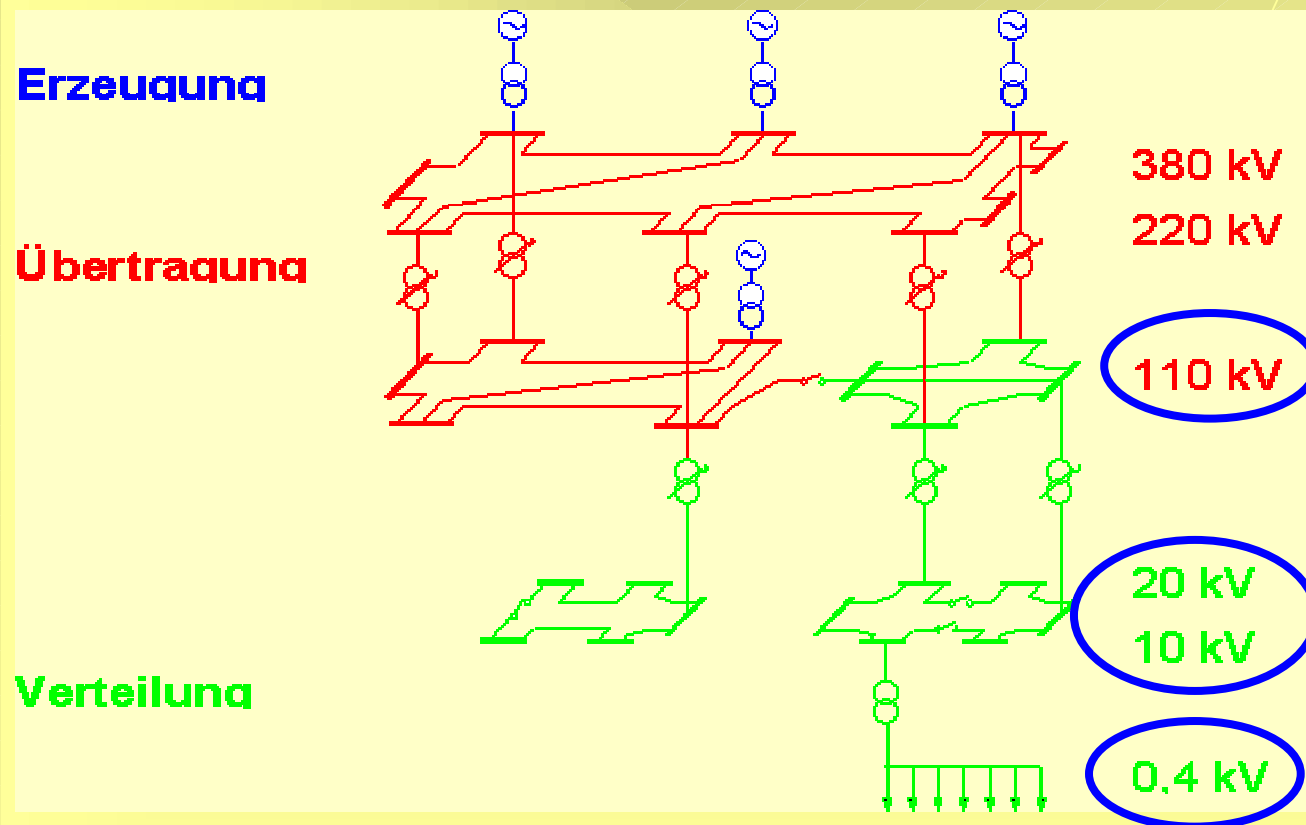 Erzeugung
380 kV
220 kV
Übertragung
110 kV
20 kV
10 kV
Verteilung
0,4 kV